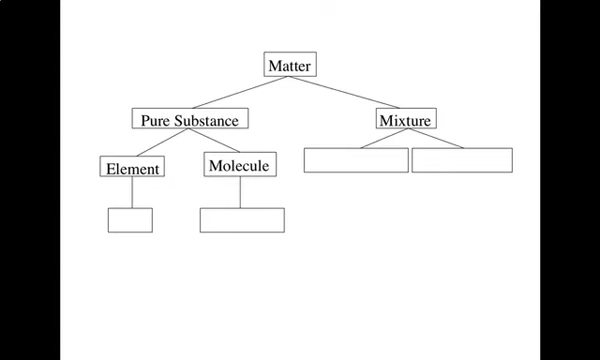 Matter
Pure Substance
Mixture
Element
Molecule